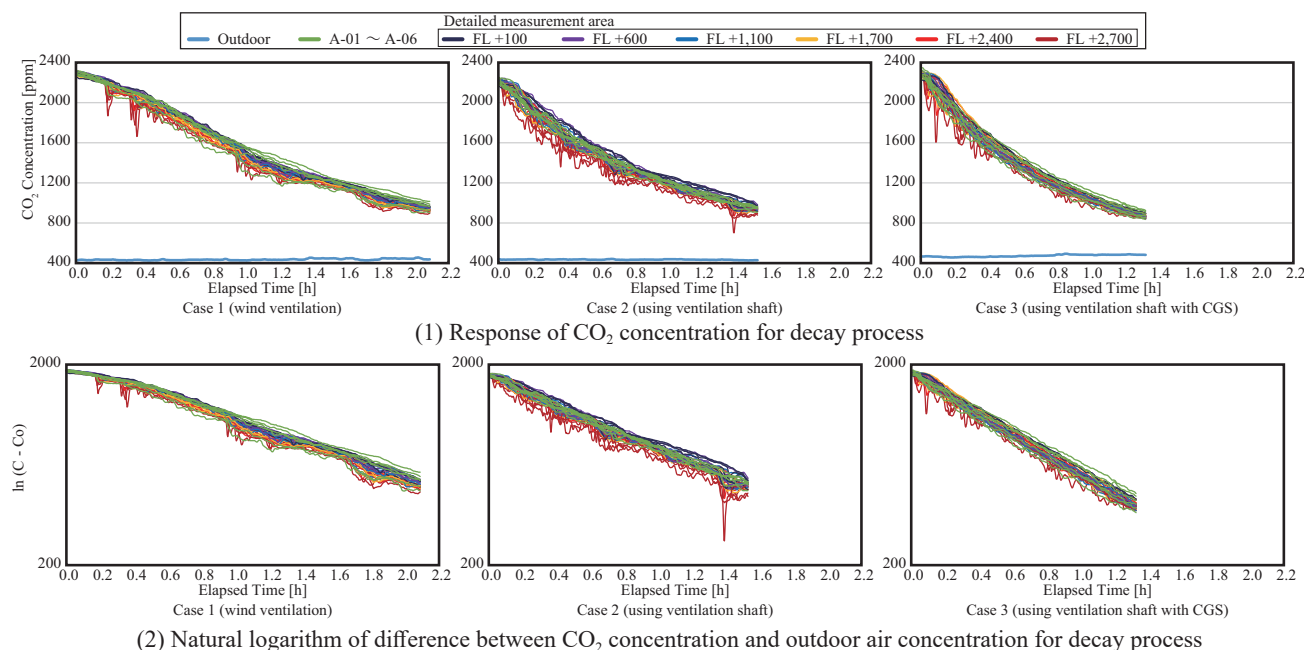 Detailed measurement area
Outdoor A-01 ～ A-06 FL +100 FL +600 FL +1,100 FL +1,700 FL +2,400 FL +2,700
CO₂ Concentration [ppm]
2400
2000
1600
1200
800
400
0.0 0.2 0.4 0.6 0.8 1.0 1.2 1.4 1.6 1.8 2.0 2.2
Elapsed Time [h]
Case 1 (wind ventilation)
2400
2000
1600
1200
800
400
0.0 0.2 0.4 0.6 0.8 1.0 1.2 1.4 1.6 1.8 2.0 2.2
Elapsed Time [h]
Case 2 (using ventilation shaft)
2400
2000
1600
1200
800
400
0.0 0.2 0.4 0.6 0.8 1.0 1.2 1.4 1.6 1.8 2.0 2.2
Elapsed Time [h]
Case 3 (using ventilation shaft with CGS)
(1) Response of CO₂ concentration for decay process
ln (C - Co)
2000
200
0.0 0.2 0.4 0.6 0.8 1.0 1.2 1.4 1.6 1.8 2.0 2.2
Elapsed Time [h]
Case 1 (wind ventilation)
2000
200
0.0 0.2 0.4 0.6 0.8 1.0 1.2 1.4 1.6 1.8 2.0 2.2
Elapsed Time [h]
Case 2 (using ventilation shaft)
2000
200
0.0 0.2 0.4 0.6 0.8 1.0 1.2 1.4 1.6 1.8 2.0 2.2
Elapsed Time [h]
Case 3 (using ventilation shaft with CGS)
(2) Natural logarithm of difference between CO₂ concentration and outdoor air concentration for decay process